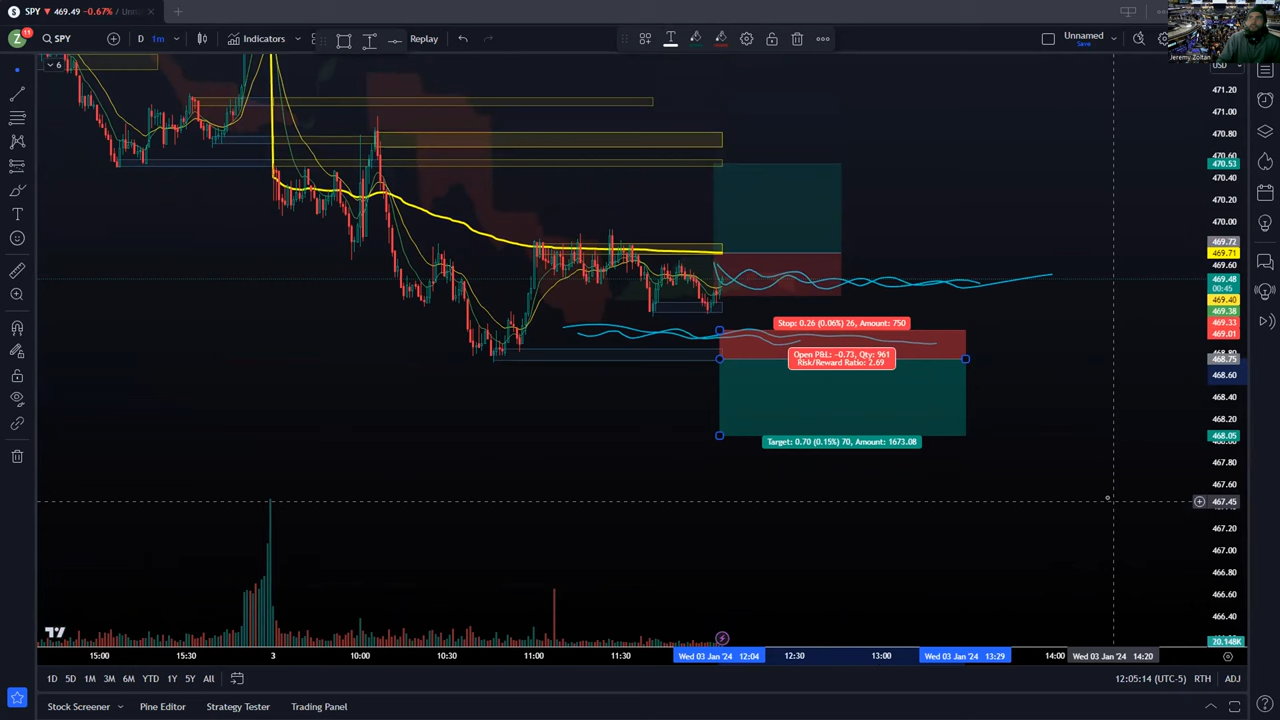 SPY 469.49 −0.67%
Z 11 SPY D 1m Indicators Replay Unnamed Save
Jeremy Zoltan
6
USD
471.20
471.00
470.80
470.60
470.53
470.40
470.20
470.00
469.72
469.71
469.60
469.48
00:45
469.40
469.38
469.33
469.01
468.75
468.60
468.40
468.20
468.05
467.80
467.60
467.45
467.20
467.00
466.80
466.60
466.40
20.148K
Stop: 0.26 (0.06%) 26, Amount: 750
Open P&L: −0.73, Qty: 961
Risk/Reward Ratio: 2.69
Target: 0.70 (0.15%) 70, Amount: 1673.08
15:00 15:30 3 10:00 10:30 11:00 11:30 Wed 03 Jan '24 12:04 12:30 13:00 Wed 03 Jan '24 13:29 14:00 Wed 03 Jan '24 14:20
1D 5D 1M 3M 6M YTD 1Y 5Y All 12:05:14 (UTC-5) RTH ADJ
Stock Screener Pine Editor Strategy Tester Trading Panel